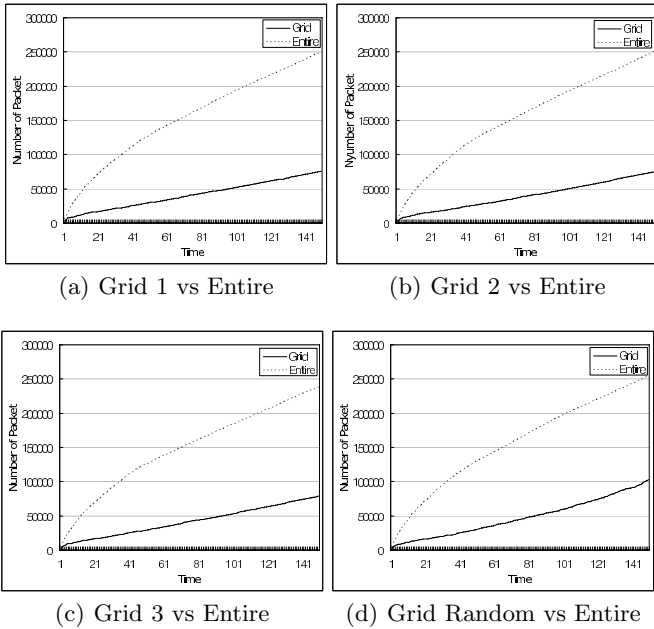 300000
250000
200000
150000
100000
50000
0
Number of Packet
Grid
Entire
1 21 41 61 81 101 121 141
Time
(a) Grid 1 vs Entire
300000
250000
200000
150000
100000
50000
0
Nyumber of Packet
Grid
Entire
1 21 41 61 81 101 121 141
Time
(b) Grid 2 vs Entire
300000
250000
200000
150000
100000
50000
0
Number of Packet
Grid
Entire
1 21 41 61 81 101 121 141
Time
(c) Grid 3 vs Entire
300000
250000
200000
150000
100000
50000
0
Number of Packet
Grid
Entire
1 21 41 61 81 101 121 141
Time
(d) Grid Random vs Entire